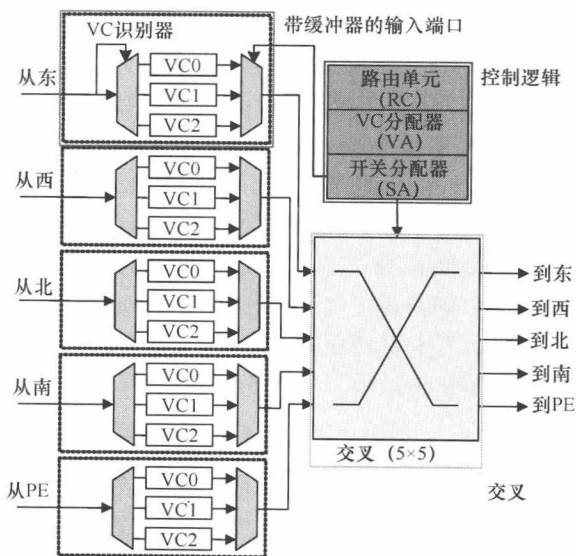 VC识别器
带缓冲器的输入端口
从东
VC0
VC1
VC2
路由单元
(RC)
VC分配器
(VA)
开关分配器
(SA)
控制逻辑
从西
VC0
VC1
VC2
从北
VC0
VC1
VC2
从南
VC0
VC1
VC2
从PE
VC0
VC1
VC2
到东
到西
到北
到南
到PE
交叉 (5×5)
交叉